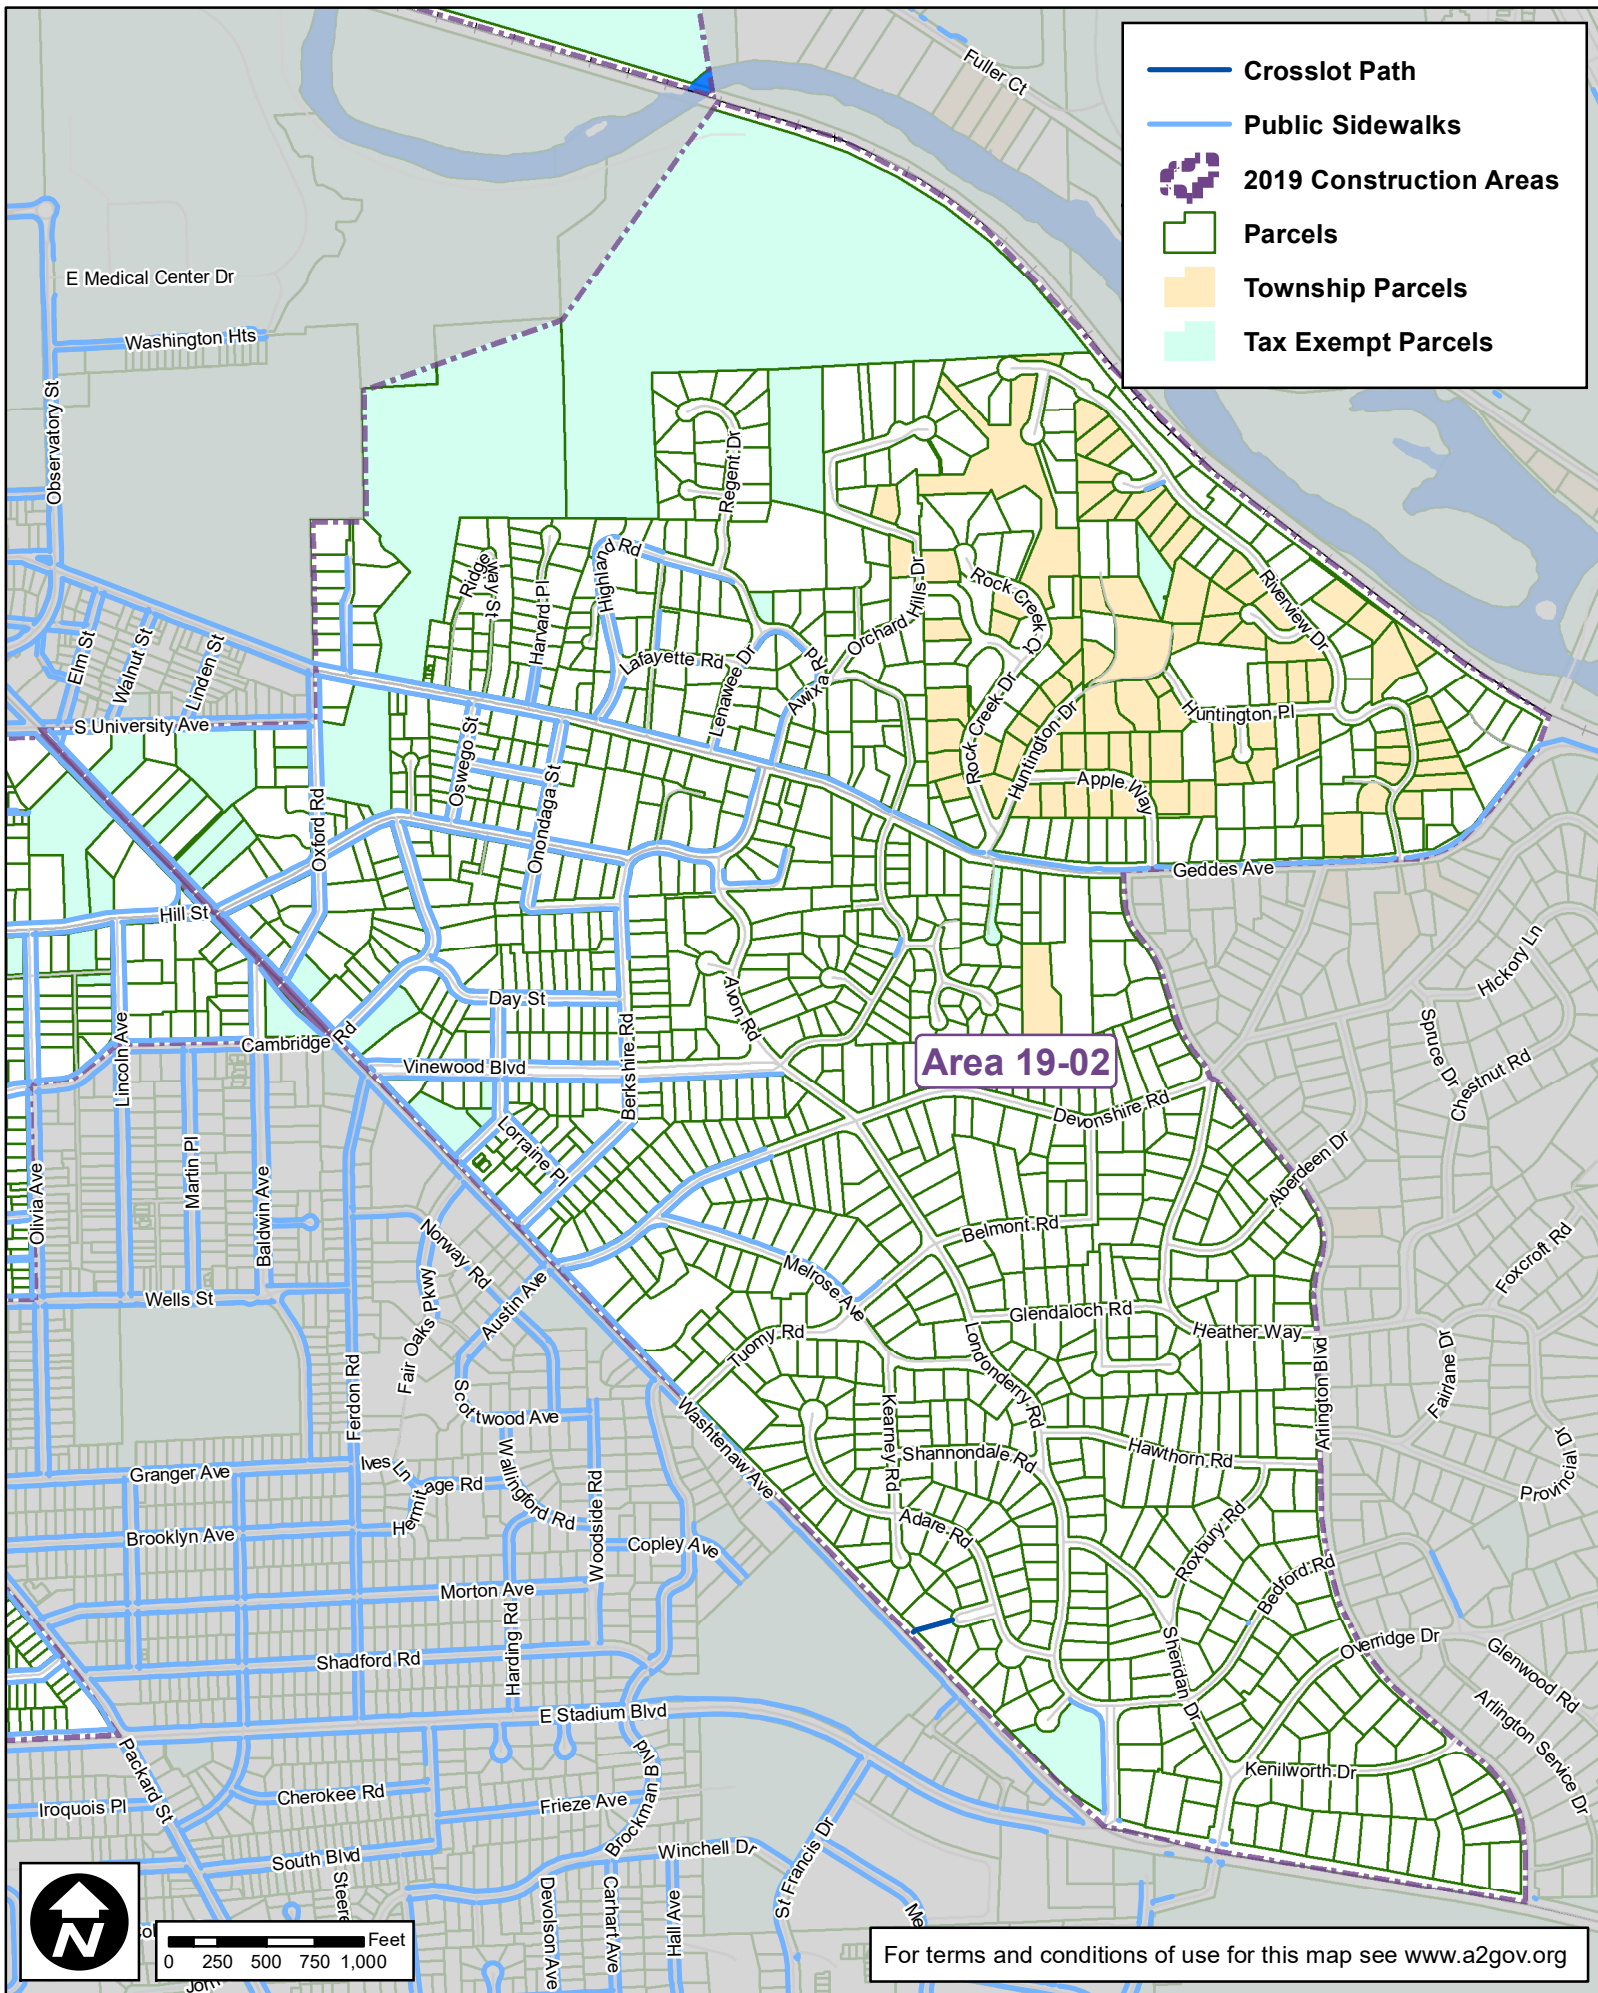 Fuller Ct
Crosslot Path
Public Sidewalks
2019 Construction Areas
Parcels
Township Parcels
Tax Exempt Parcels
E Medical Center Dr
Washington Hts
Observatory St
Elm St
Walnut St
Linden St
S University Ave
Ridge
way St
Harvard Pl
Highland Rd
Regent Dr
Lafayette Rd
Lenawee Dr
Awixa Rd
Orchard Hills Dr
Rock Creek Ct
Rock Creek Dr
Huntington Dr
Riverview Dr
Huntington Pl
Apple Way
Oswego St
Onondaga St
Oxford Rd
Geddes Ave
Hill St
Hickory Ln
Spruce Dr
Chestnut Rd
Day St
Avon Rd
Berkshire Rd
Cambridge Rd
Vinewood Blvd
Lincoln Ave
Area 19-02
Devonshire Rd
Lorraine Pl
Martin Pl
Baldwin Ave
Olivia Ave
Aberdeen Dr
Belmont Rd
Foxcroft Rd
Norway Rd
Melrose Ave
Wells St
Austin Ave
Fair Oaks Pkwy
Glendaloch Rd
Heather Way
Tuomy Rd
Londonderry Rd
Fairlane Dr
Arlington Blvd
Ferdon Rd
Scottwood Ave
Washtenaw Ave
Kearney Rd
Shannondale Rd
Hawthorn Rd
Provincial Dr
Granger Ave
Ives Ln
Hermitage Rd
Wallingford Rd
Woodside Rd
Brooklyn Ave
Copley Ave
Adare Rd
Roxbury Rd
Bedford Rd
Morton Ave
Harding Rd
Shadford Rd
Sheridan Dr
Overridge Dr
Glenwood Rd
E Stadium Blvd
Arlington Service Dr
Packard St
Kenilworth Dr
Iroquois Pl
Cherokee Rd
Frieze Ave
Brockman Blvd
South Blvd
Winchell Dr
St Francis Dr
Steere
Devolson Ave
Carhart Ave
Hall Ave
Me
N
Feet
0 250 500 750 1,000
For terms and conditions of use for this map see www.a2gov.org